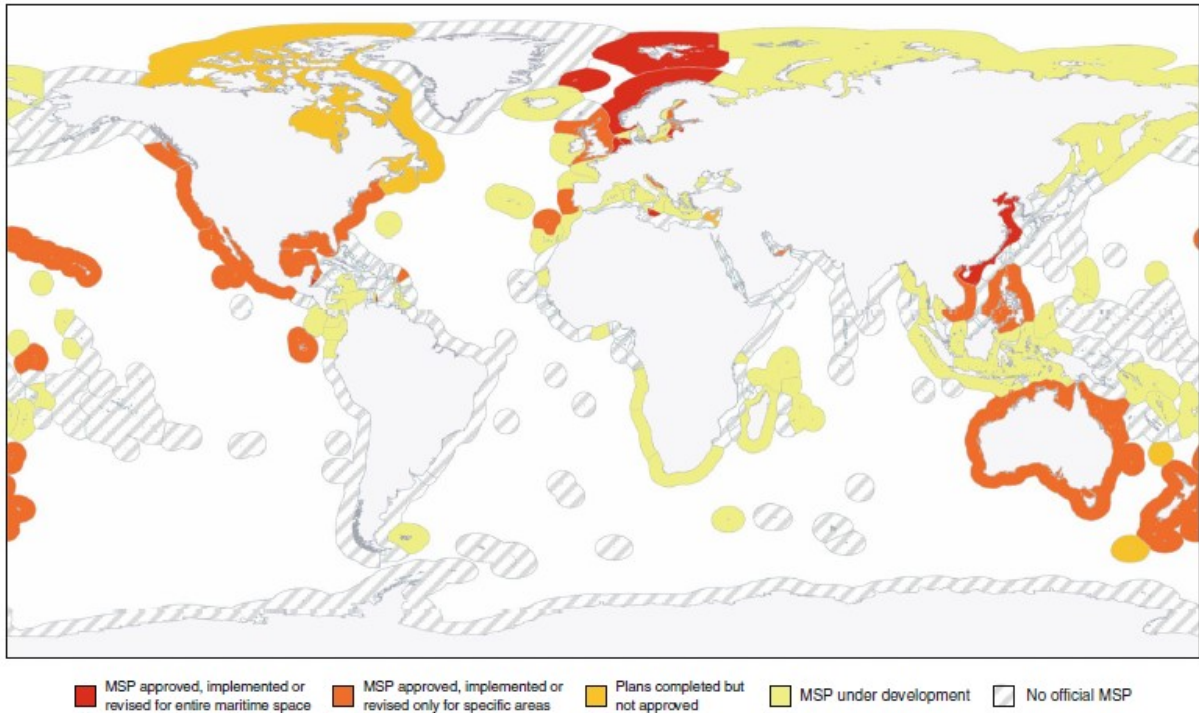 MSP approved, implemented or
revised for entire maritime space
MSP approved, implemented or
revised only for specific areas
Plans completed but
not approved
MSP under development
No official MSP